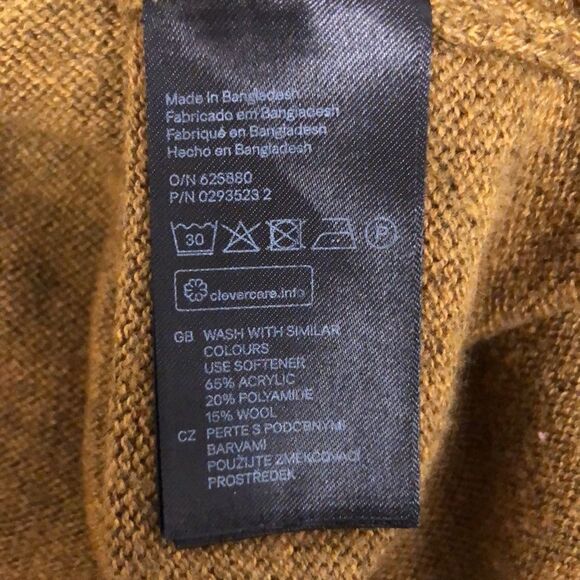 Made in Bangladesh
Fabricado em Bangladesh
Fabriqué en Bangladesh
Hecho en Bangladesh
O/N 625880
P/N 0293523 2
30 P
clevercare.info
GB WASH WITH SIMILAR
COLOURS
USE SOFTENER
65% ACRYLIC
20% POLYAMIDE
15% WOOL
CZ PERTE S PODOBNÝMI
BARVAMI
POUŽIJTE ZMĚKČOVACÍ
PROSTŘEDEK